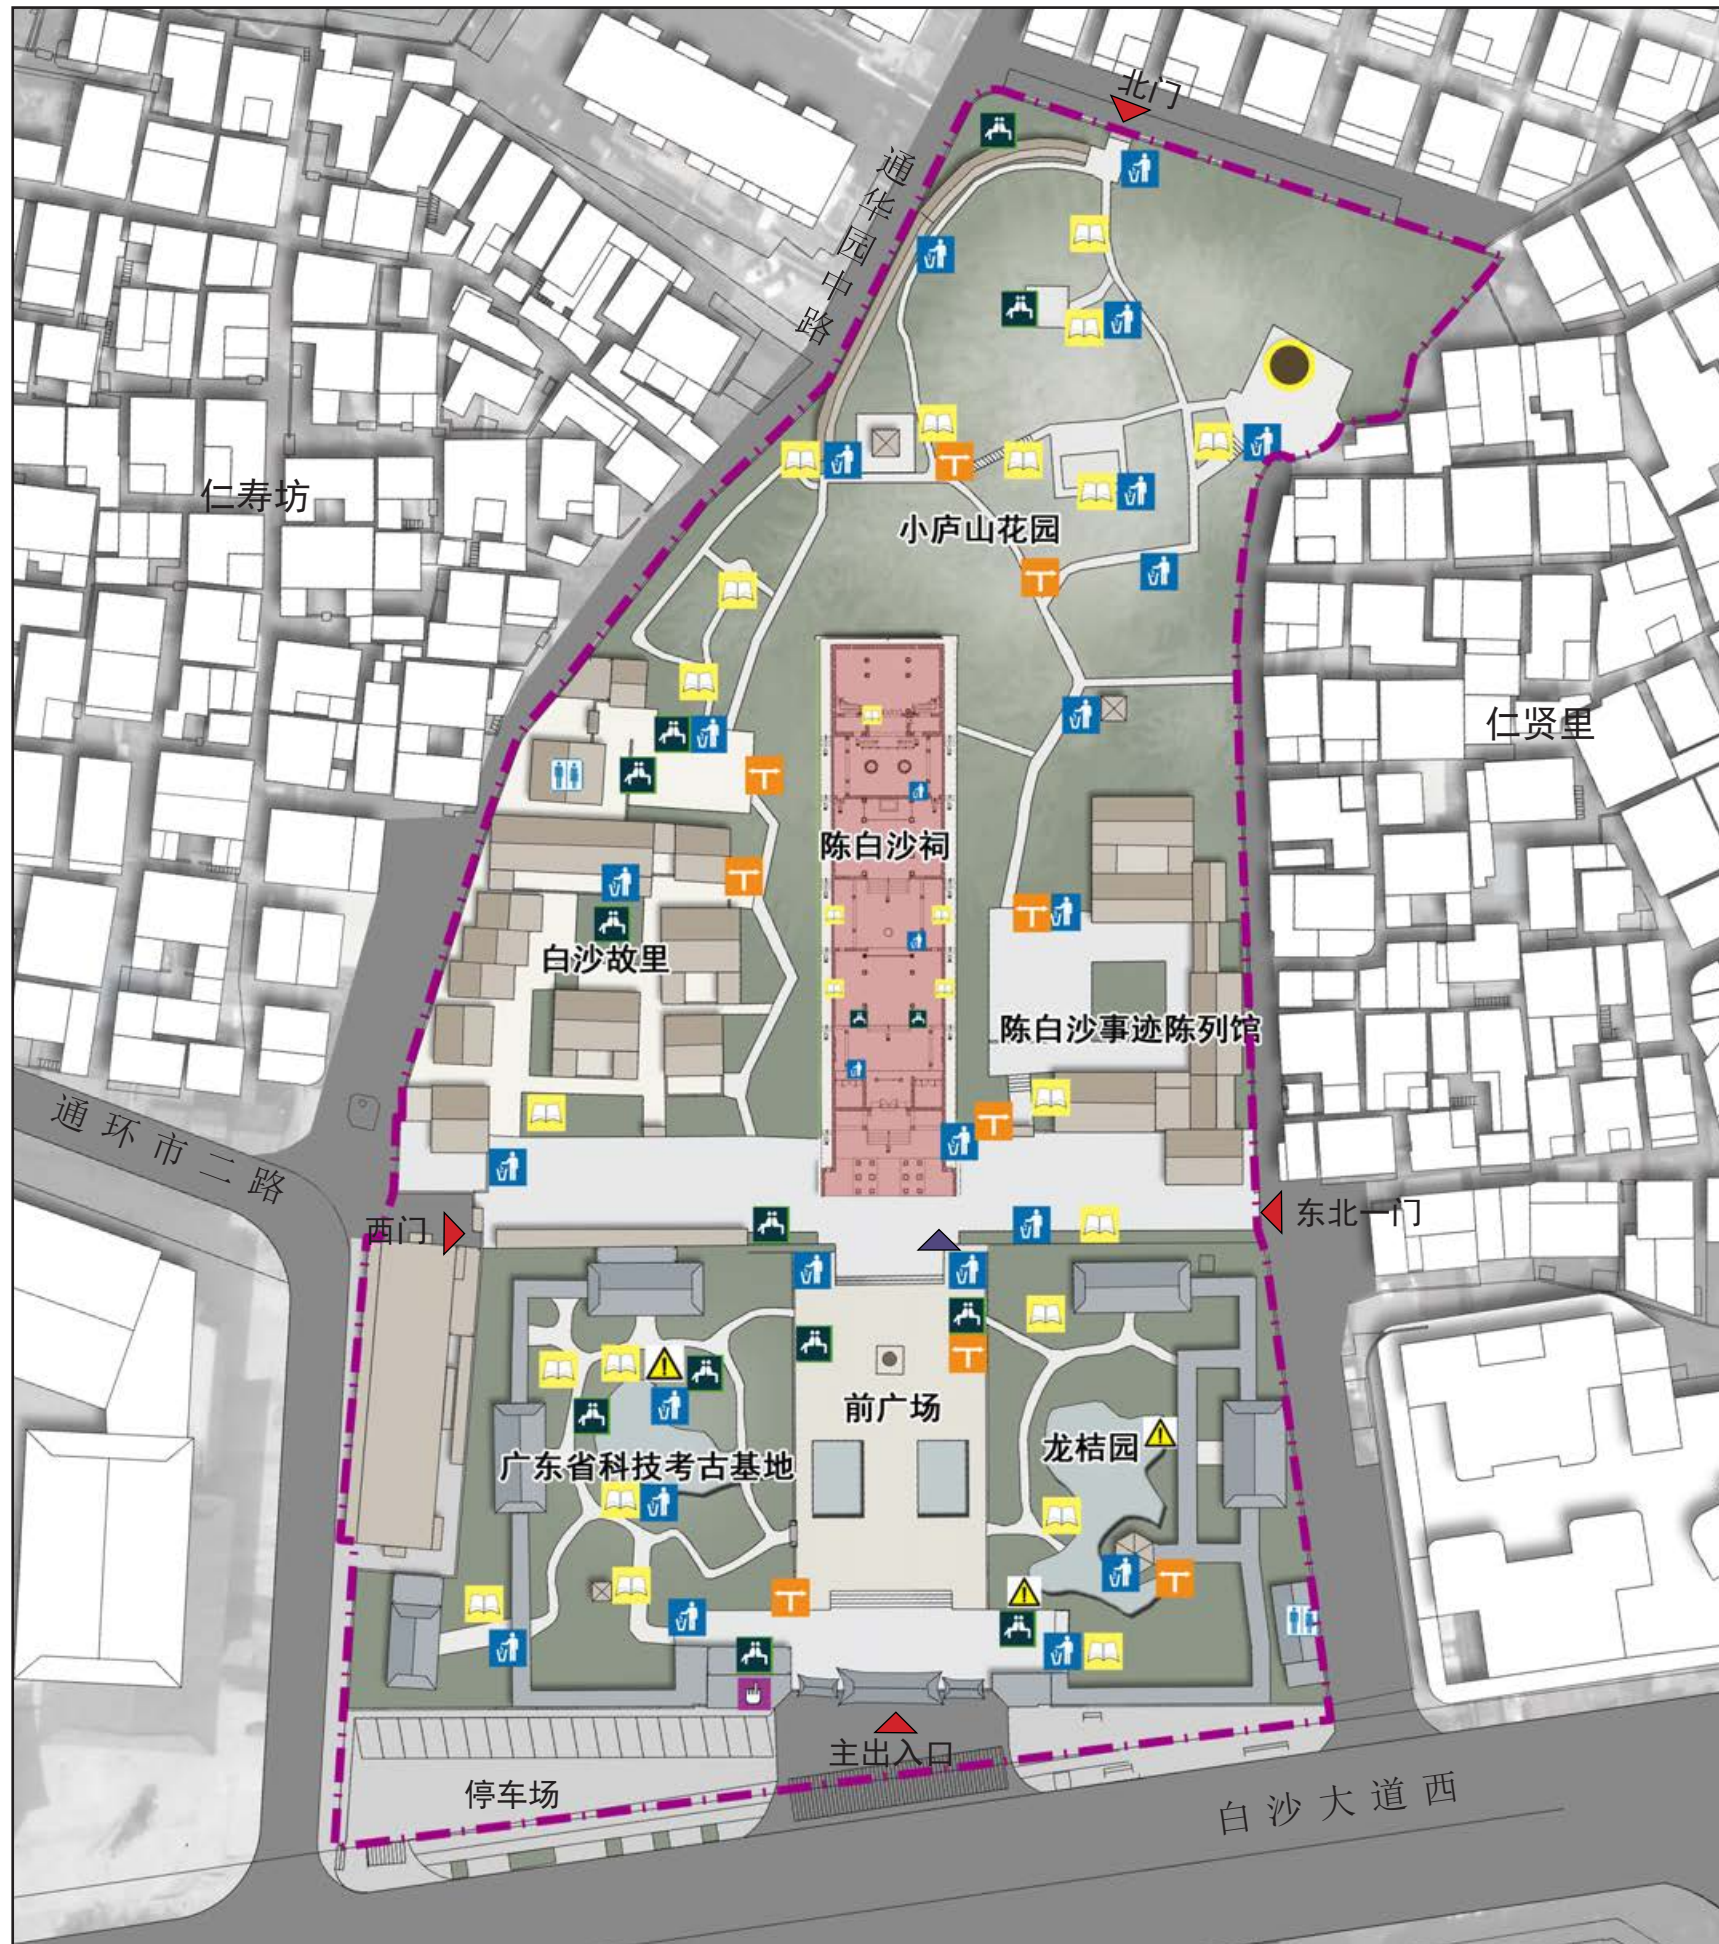 北门
通华园中路
仁寿坊
小庐山花园
仁贤里
陈白沙祠
白沙故里
陈白沙事迹陈列馆
通环市二路
西门
东北一门
前广场
龙桔园
广东省科技考古基地
主出入口
停车场
白沙大道西